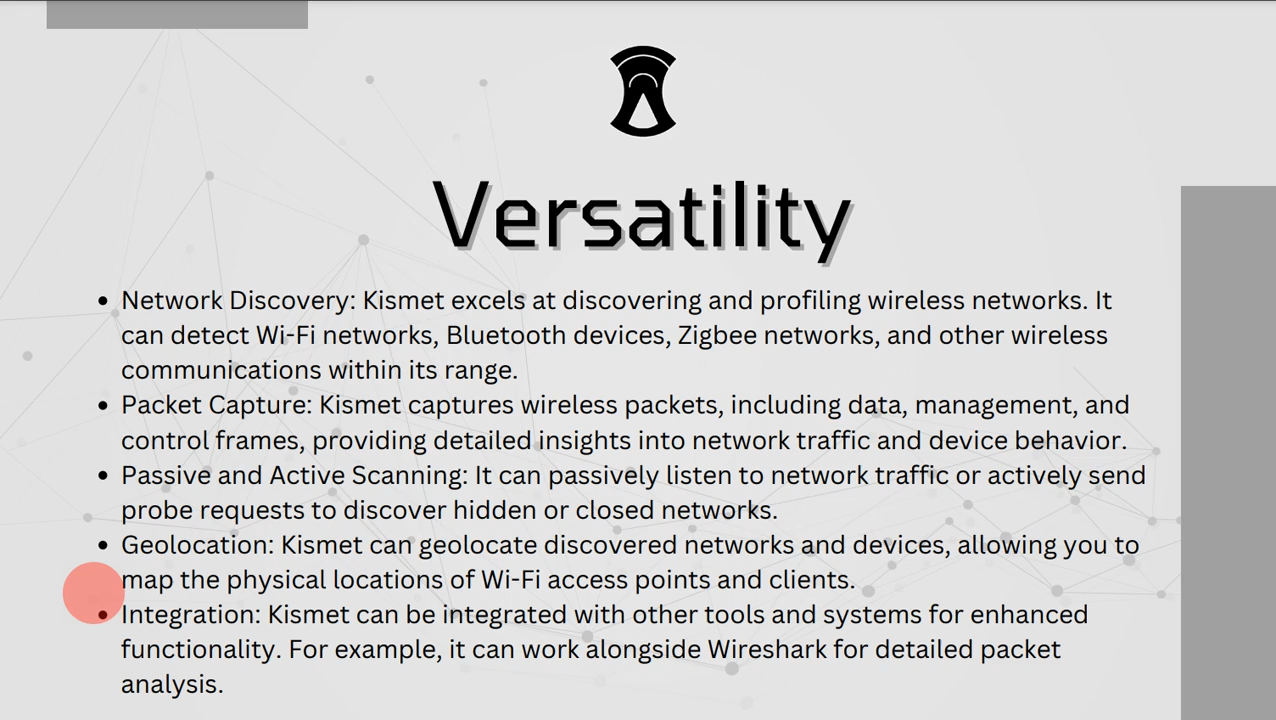 Versatility
• Network Discovery: Kismet excels at discovering and profiling wireless networks. It
can detect Wi-Fi networks, Bluetooth devices, Zigbee networks, and other wireless
communications within its range.
• Packet Capture: Kismet captures wireless packets, including data, management, and
control frames, providing detailed insights into network traffic and device behavior.
• Passive and Active Scanning: It can passively listen to network traffic or actively send
probe requests to discover hidden or closed networks.
• Geolocation: Kismet can geolocate discovered networks and devices, allowing you to
map the physical locations of Wi-Fi access points and clients.
• Integration: Kismet can be integrated with other tools and systems for enhanced
functionality. For example, it can work alongside Wireshark for detailed packet
analysis.